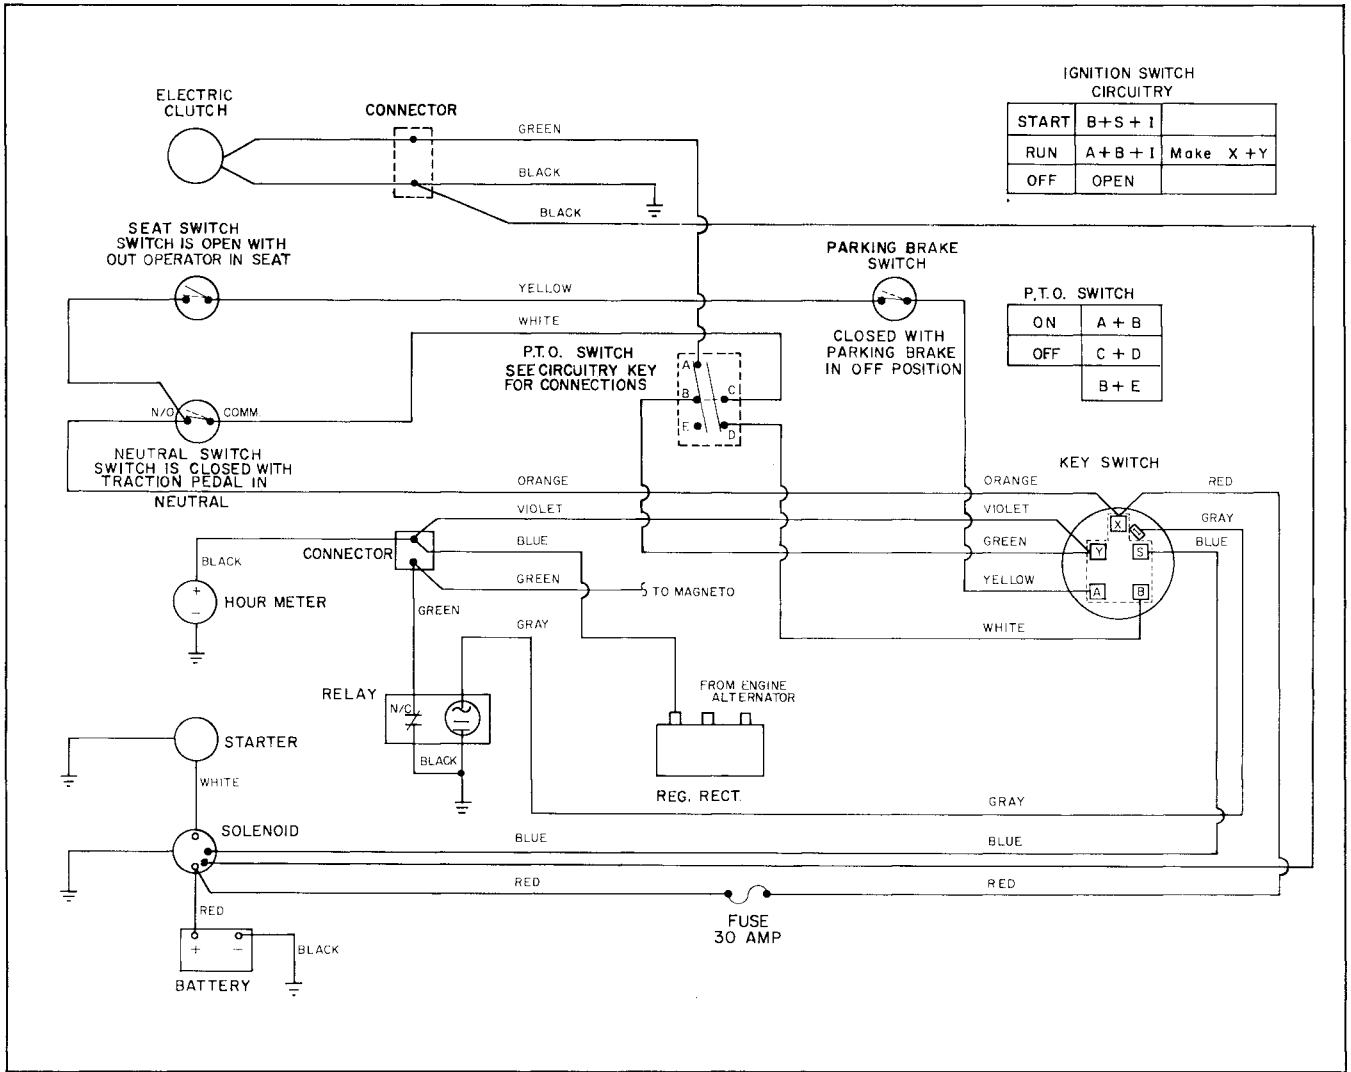 IGNITION SWITCH
CIRCUITRY
START B+S+I
RUN A+B+I Make X+Y
OFF OPEN
ELECTRIC
CLUTCH
CONNECTOR
GREEN
BLACK
BLACK
SEAT SWITCH
SWITCH IS OPEN WITH
OUT OPERATOR IN SEAT
PARKING BRAKE
SWITCH
YELLOW
WHITE
CLOSED WITH
PARKING BRAKE
IN OFF POSITION
P.T.O. SWITCH
ON A+B
OFF C+D
B+E
P.T.O. SWITCH
SEE CIRCUITRY KEY
FOR CONNECTIONS
A
B
C
E
D
N/O
COMM.
NEUTRAL SWITCH
SWITCH IS CLOSED WITH
TRACTION PEDAL IN
NEUTRAL
KEY SWITCH
ORANGE
ORANGE
RED
VIOLET
VIOLET
GRAY
X
BLUE
GREEN
BLUE
Y
S
CONNECTOR
BLACK
GREEN
TO MAGNETO
YELLOW
A
B
+
-
HOUR METER
GREEN
GRAY
WHITE
RELAY
N/C
BLACK
FROM ENGINE
ALTERNATOR
REG. RECT.
STARTER
WHITE
GRAY
SOLENOID
BLUE
BLUE
RED
RED
RED
FUSE
30 AMP
+
-
BLACK
BATTERY